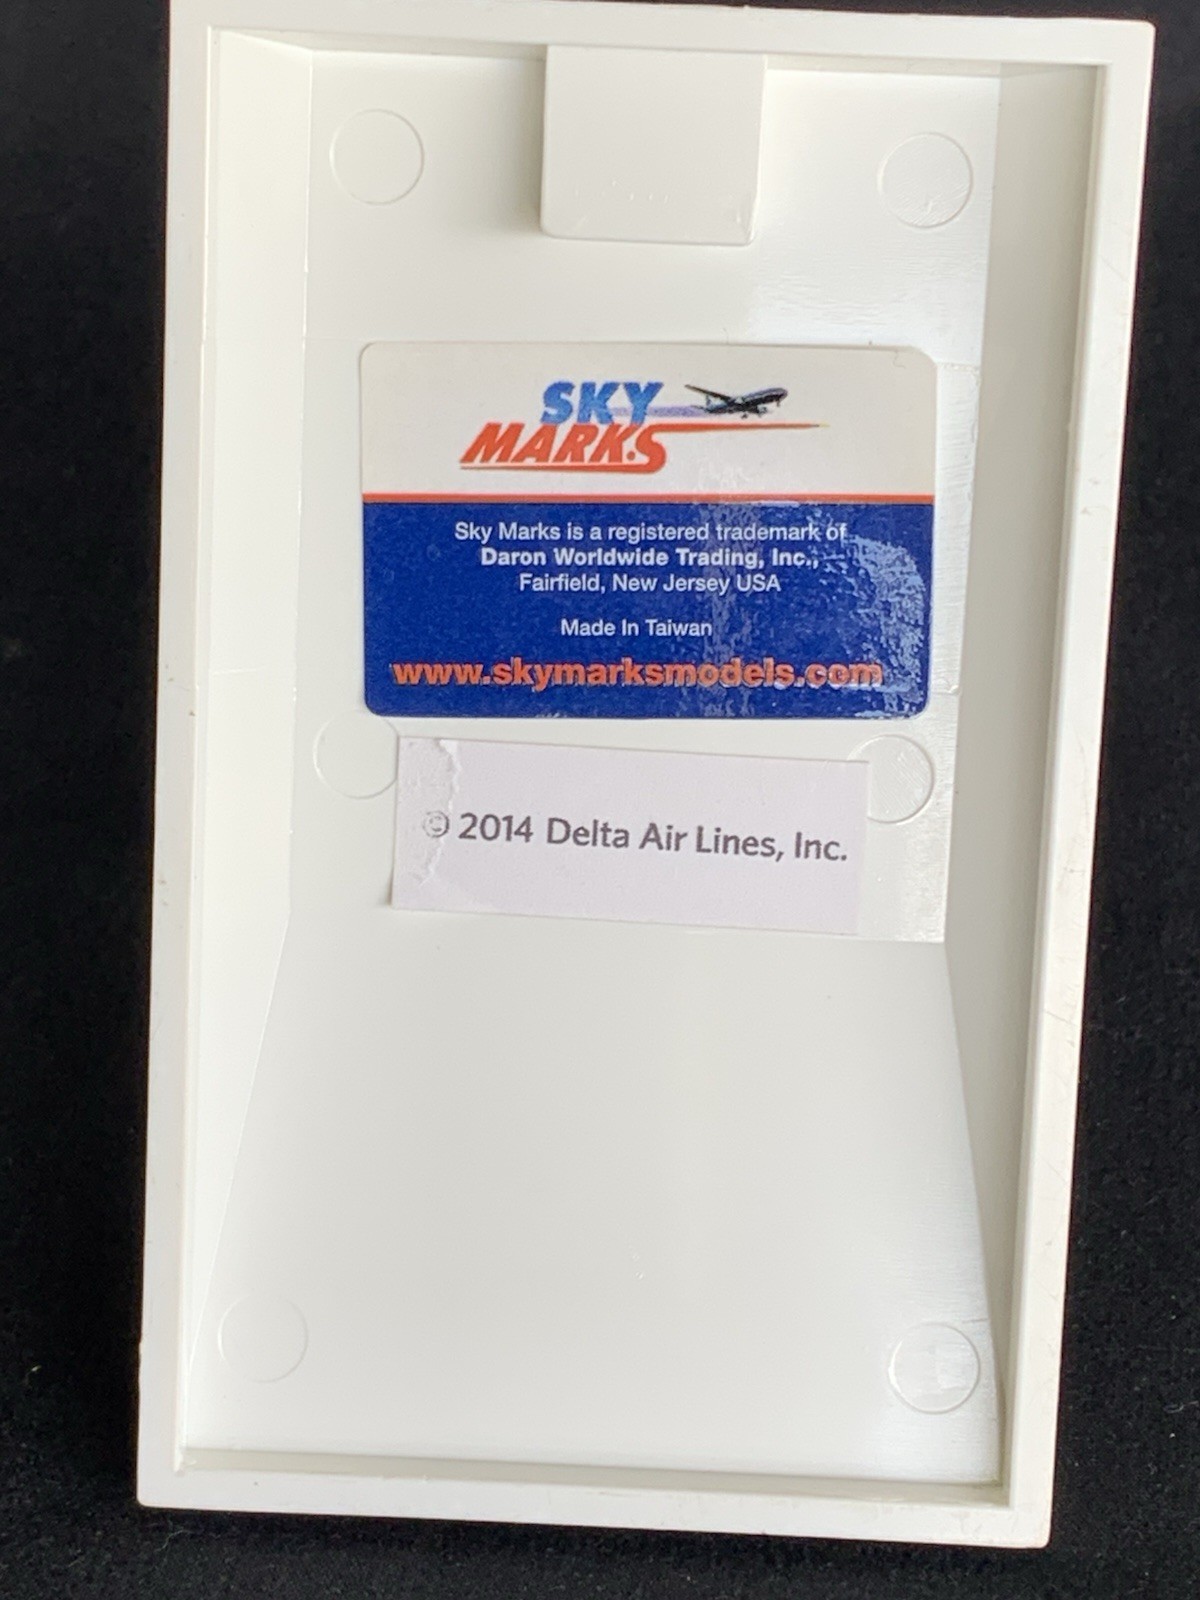 SKY
MARKS
Sky Marks is a registered trademark of
Daron Worldwide Trading, Inc.,
Fairfield, New Jersey USA
Made In Taiwan
www.skymarksmodels.com
© 2014 Delta Air Lines, Inc.